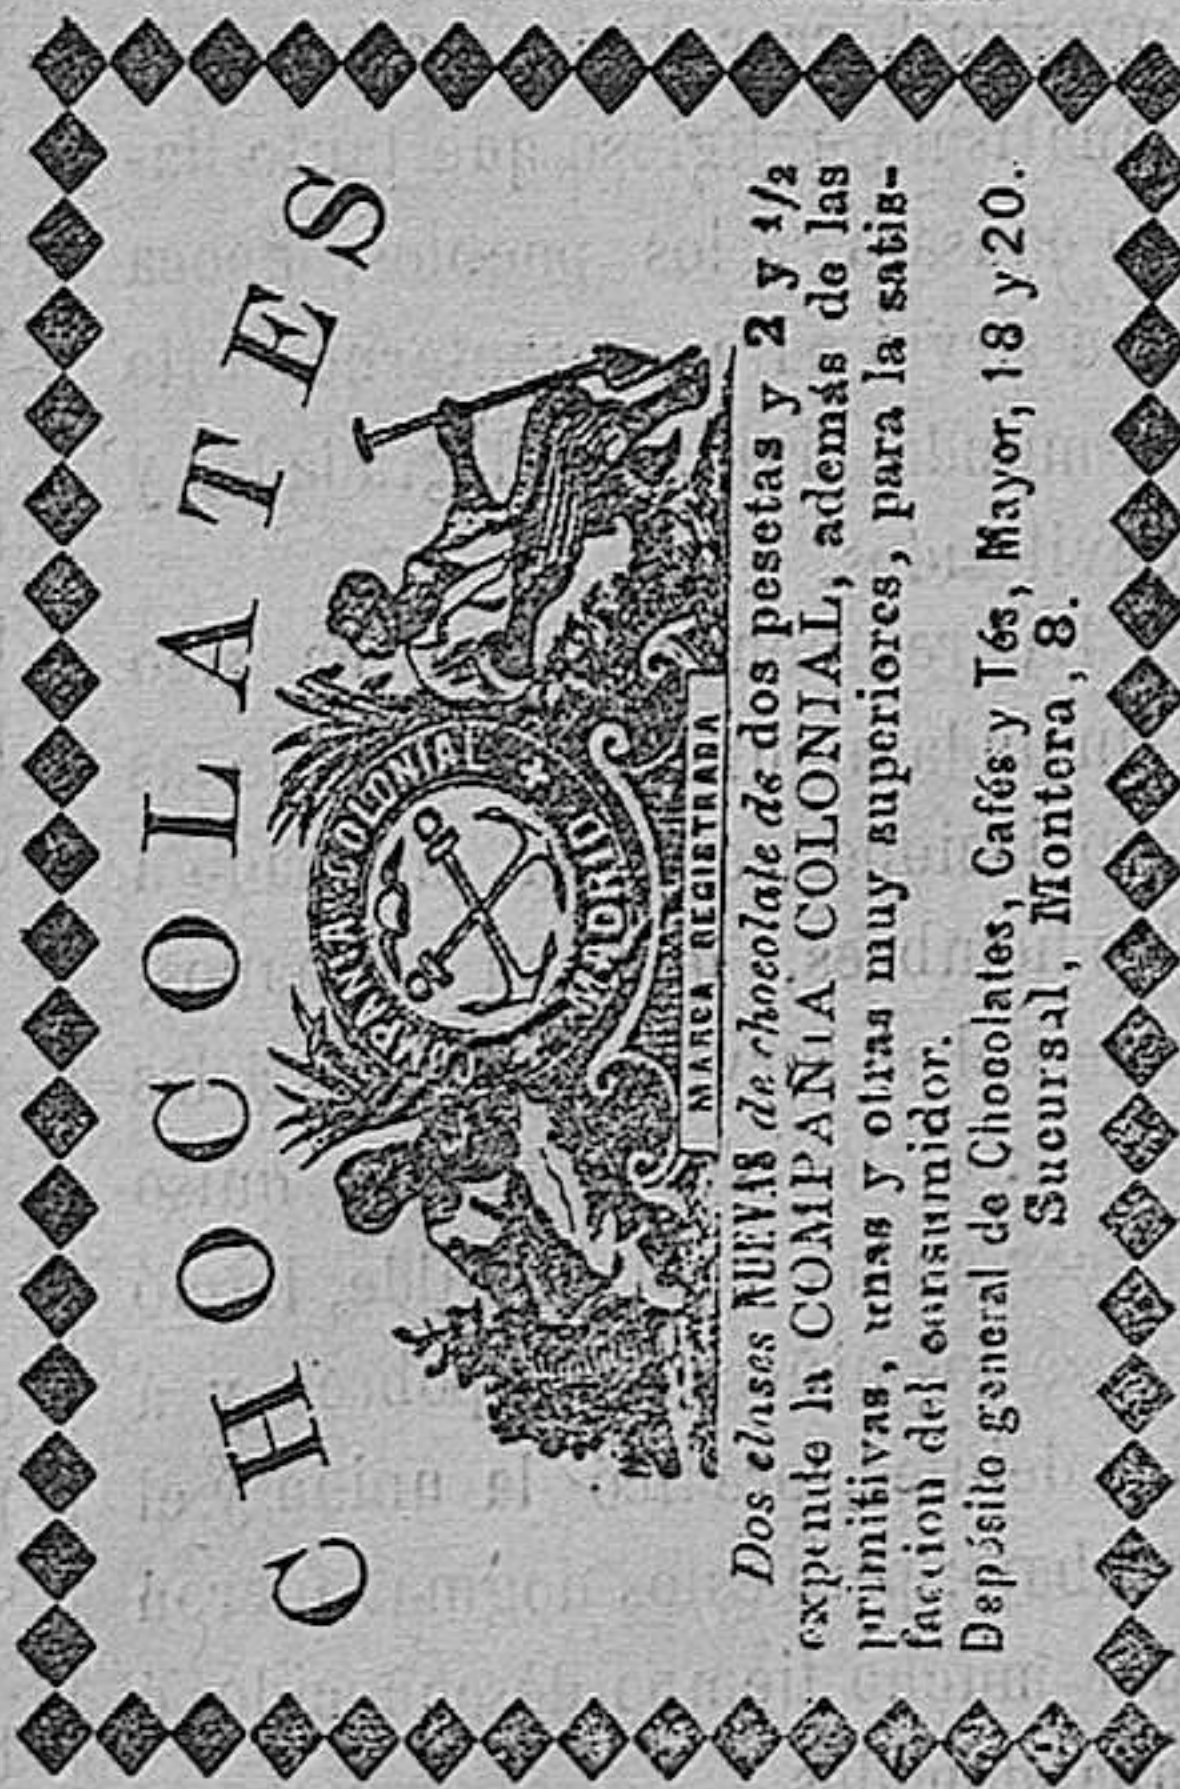 CHOCOLATES
COMPAÑIA COLONIAL
MADRID
MARCA REGISTRADA
Dos clases NUEVAS de chocolate de dos pesetas y 2 y 1/2
expende la COMPAÑIA COLONIAL, además de las
primitivas, unas y otras muy superiores, para la satis-
facion del consumidor.
Depósito general de Chocolates, Cafés y Tés, Mayor, 18 y 20.
Sucursal, Montera, 8.